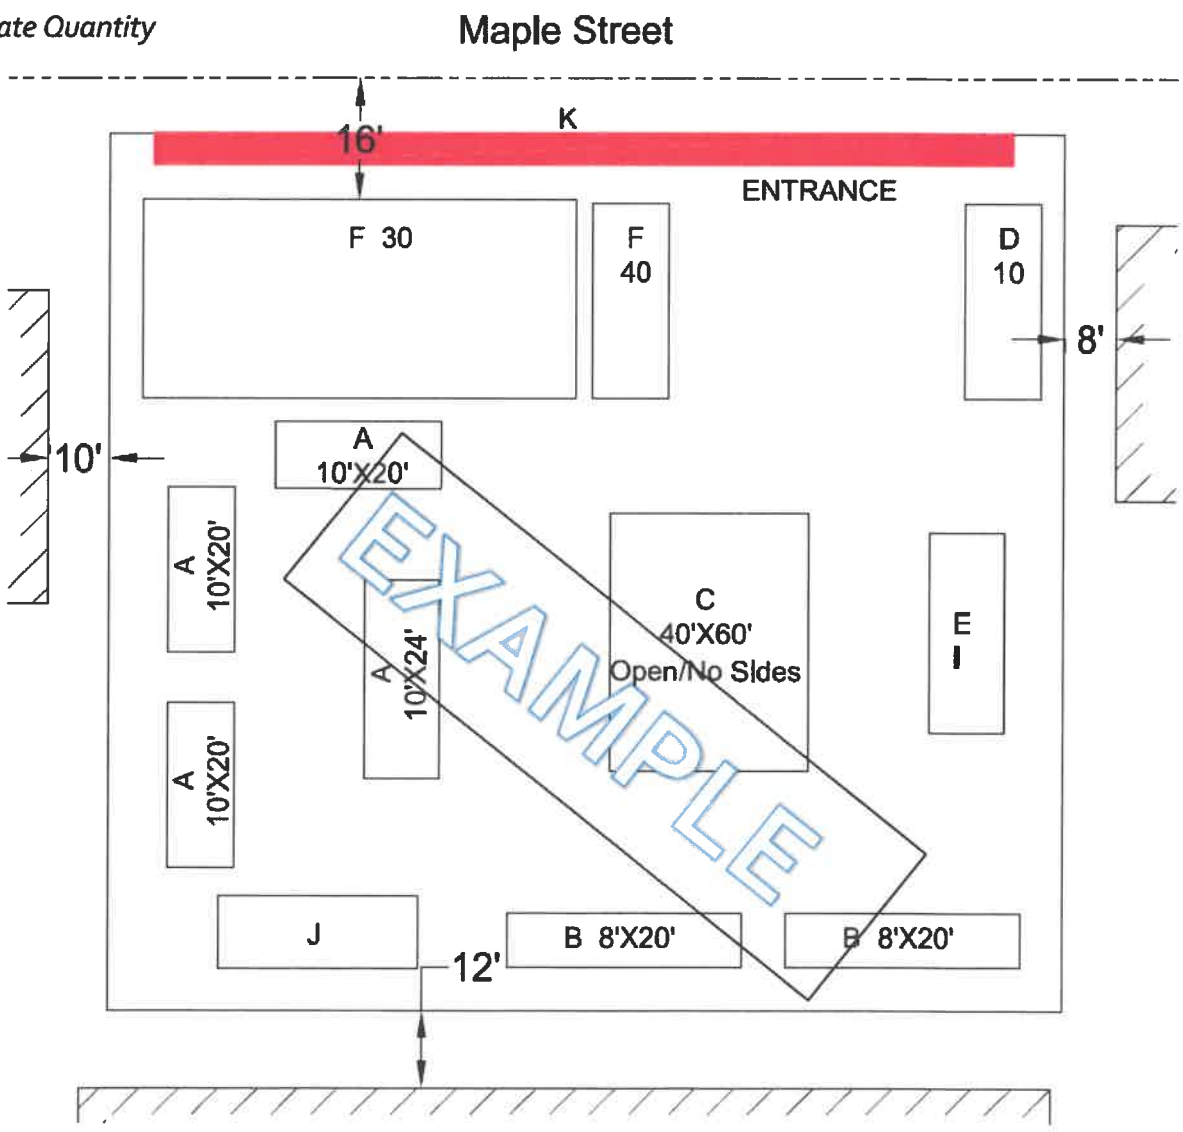 ate Quantity
Maple Street
K
16'
ENTRANCE
F 30
F
40
D
10
8'
10'
A
10'X20'
A
10'X20'
A
10'X24'
C
40'X60'
Open/No Sides
E
I
EXAMPLE
A
10'X20'
J
B 8'X20'
B 8'X20'
12'